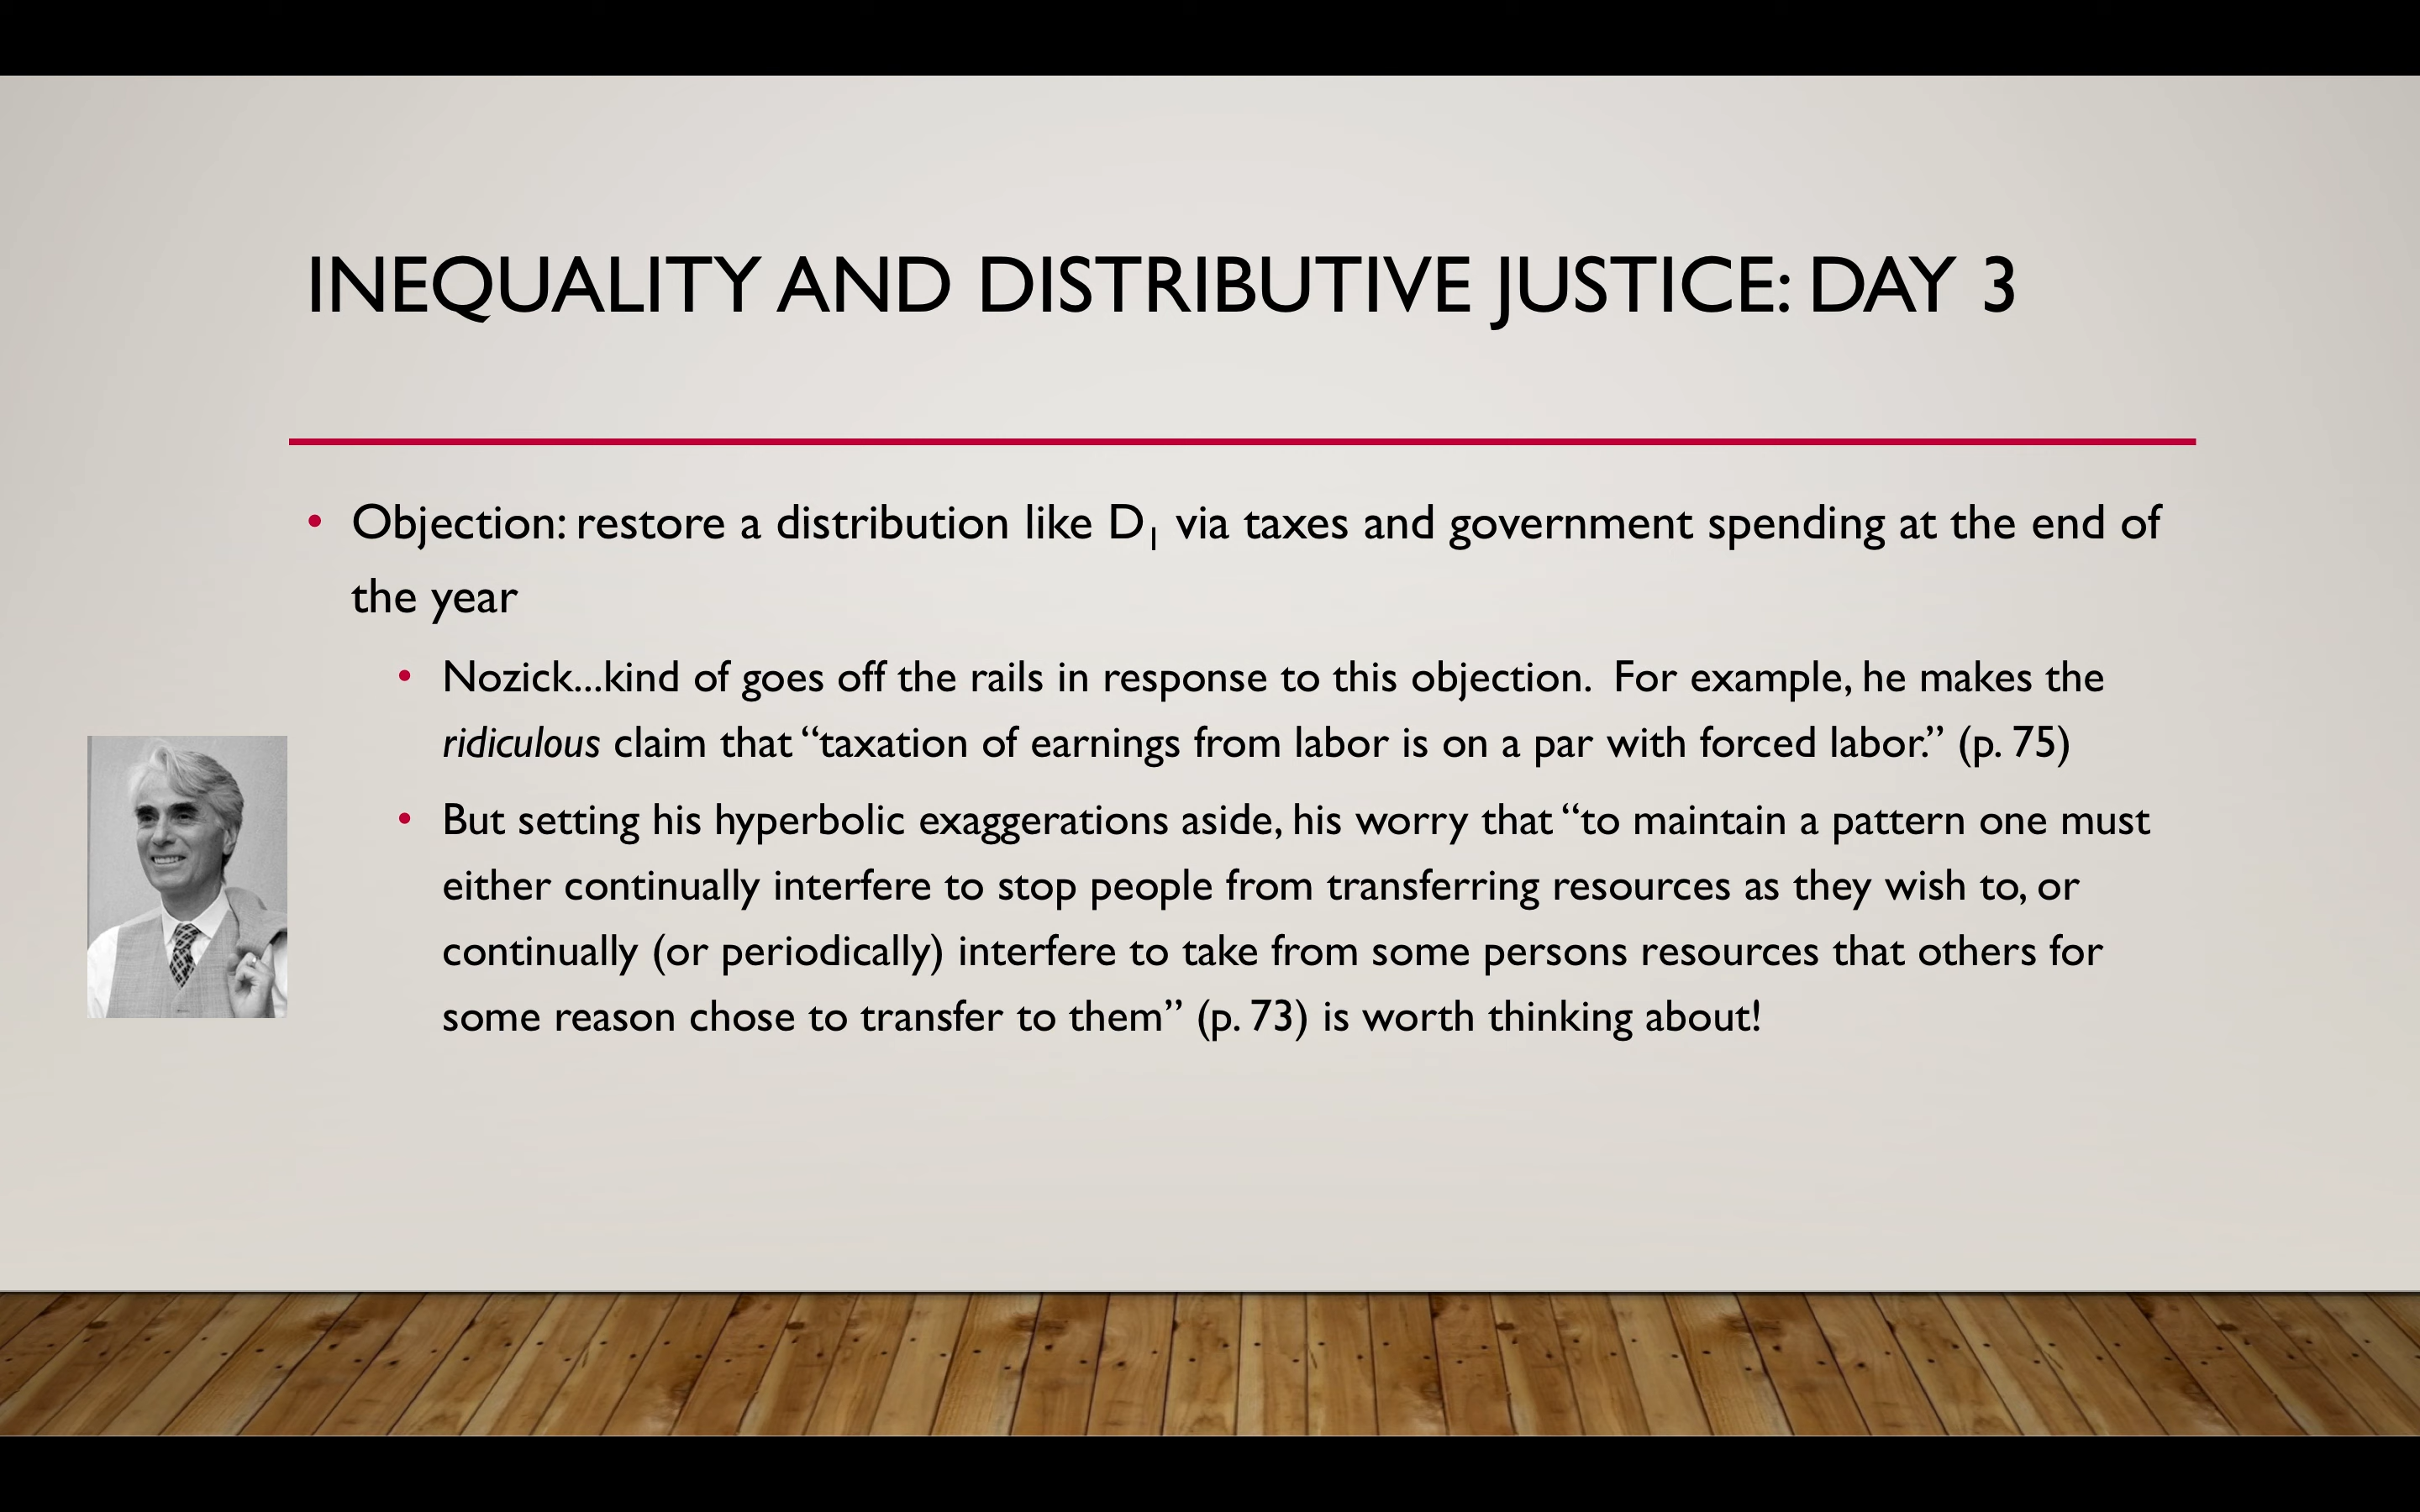 INEQUALITY AND DISTRIBUTIVE JUSTICE: DAY 3
• Objection: restore a distribution like D₁ via taxes and government spending at the end of
the year
• Nozick...kind of goes off the rails in response to this objection.  For example, he makes the
ridiculous claim that “taxation of earnings from labor is on a par with forced labor.” (p. 75)
• But setting his hyperbolic exaggerations aside, his worry that “to maintain a pattern one must
either continually interfere to stop people from transferring resources as they wish to, or
continually (or periodically) interfere to take from some persons resources that others for
some reason chose to transfer to them” (p. 73) is worth thinking about!